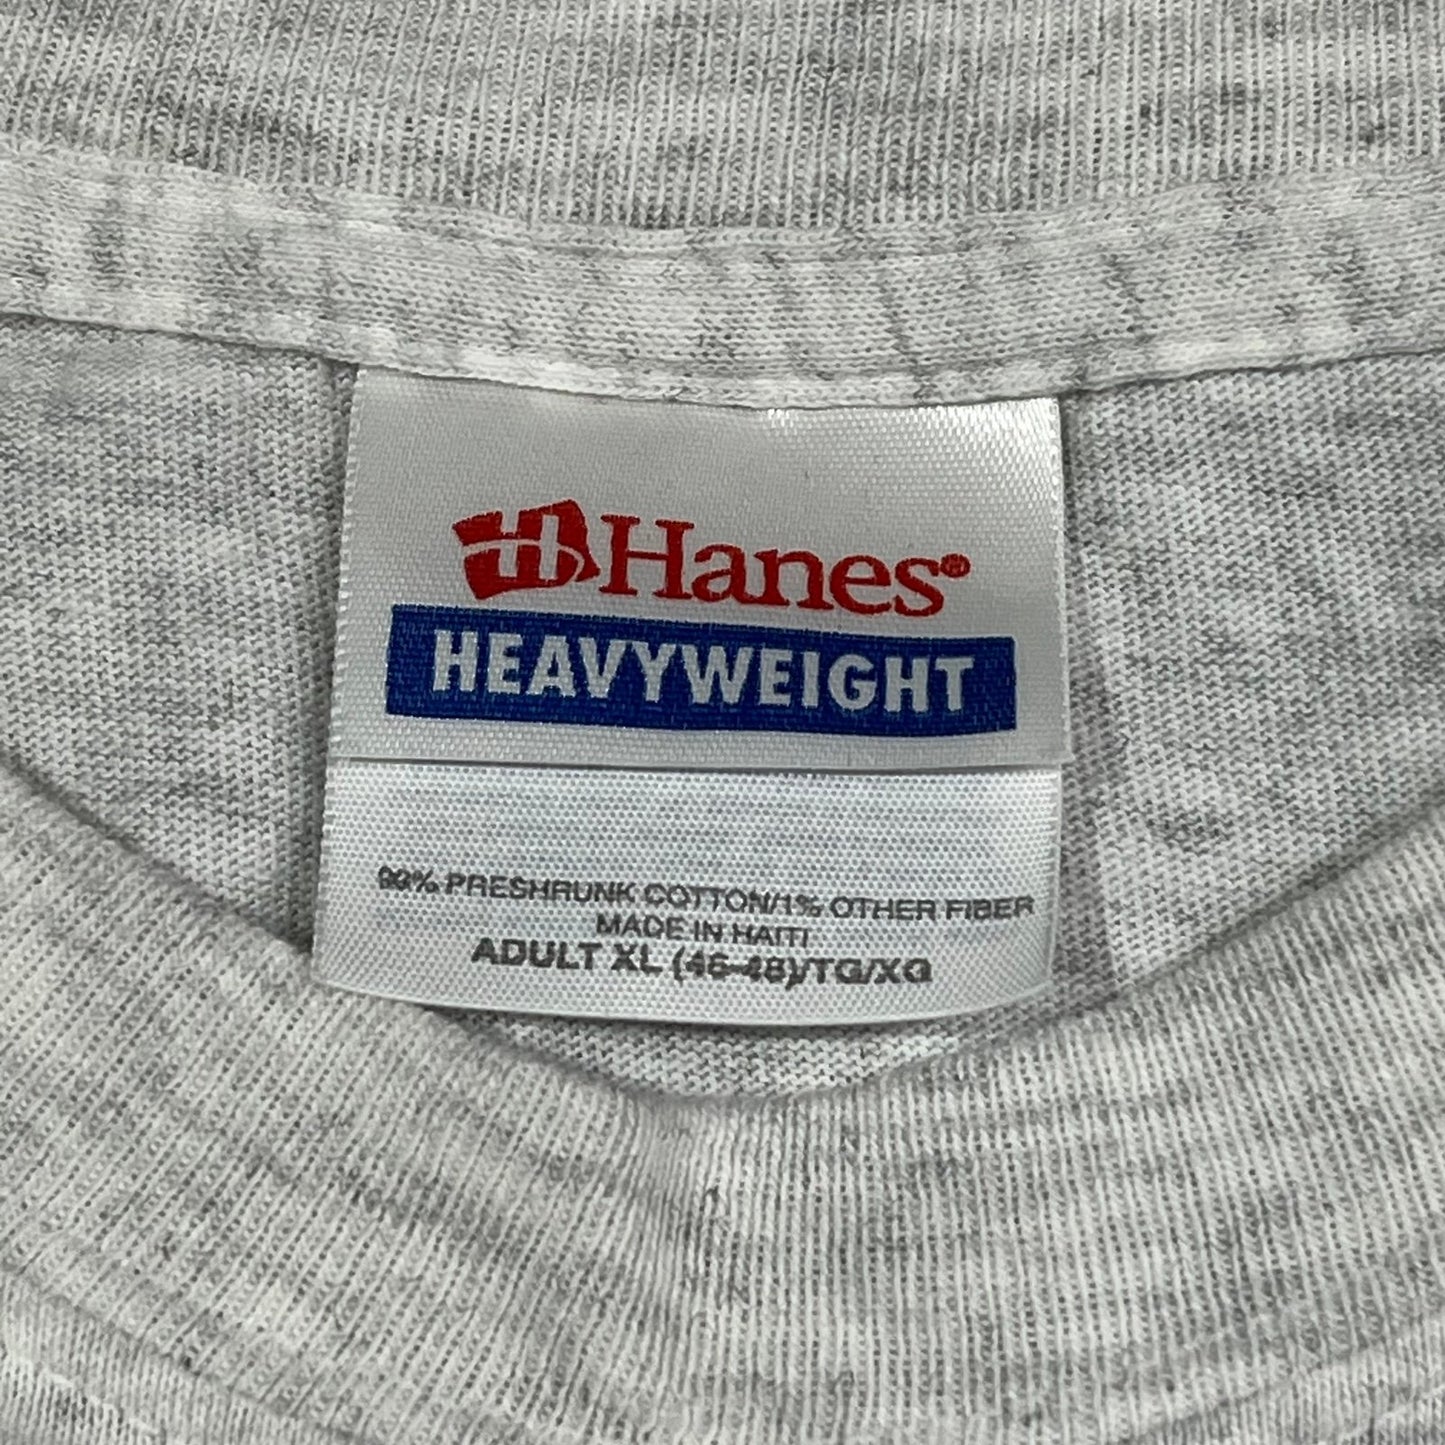 Hanes®
HEAVYWEIGHT
99% PRESHRUNK COTTON/1% OTHER FIBER
MADE IN HAITI
ADULT XL (46-48)/TG/XG